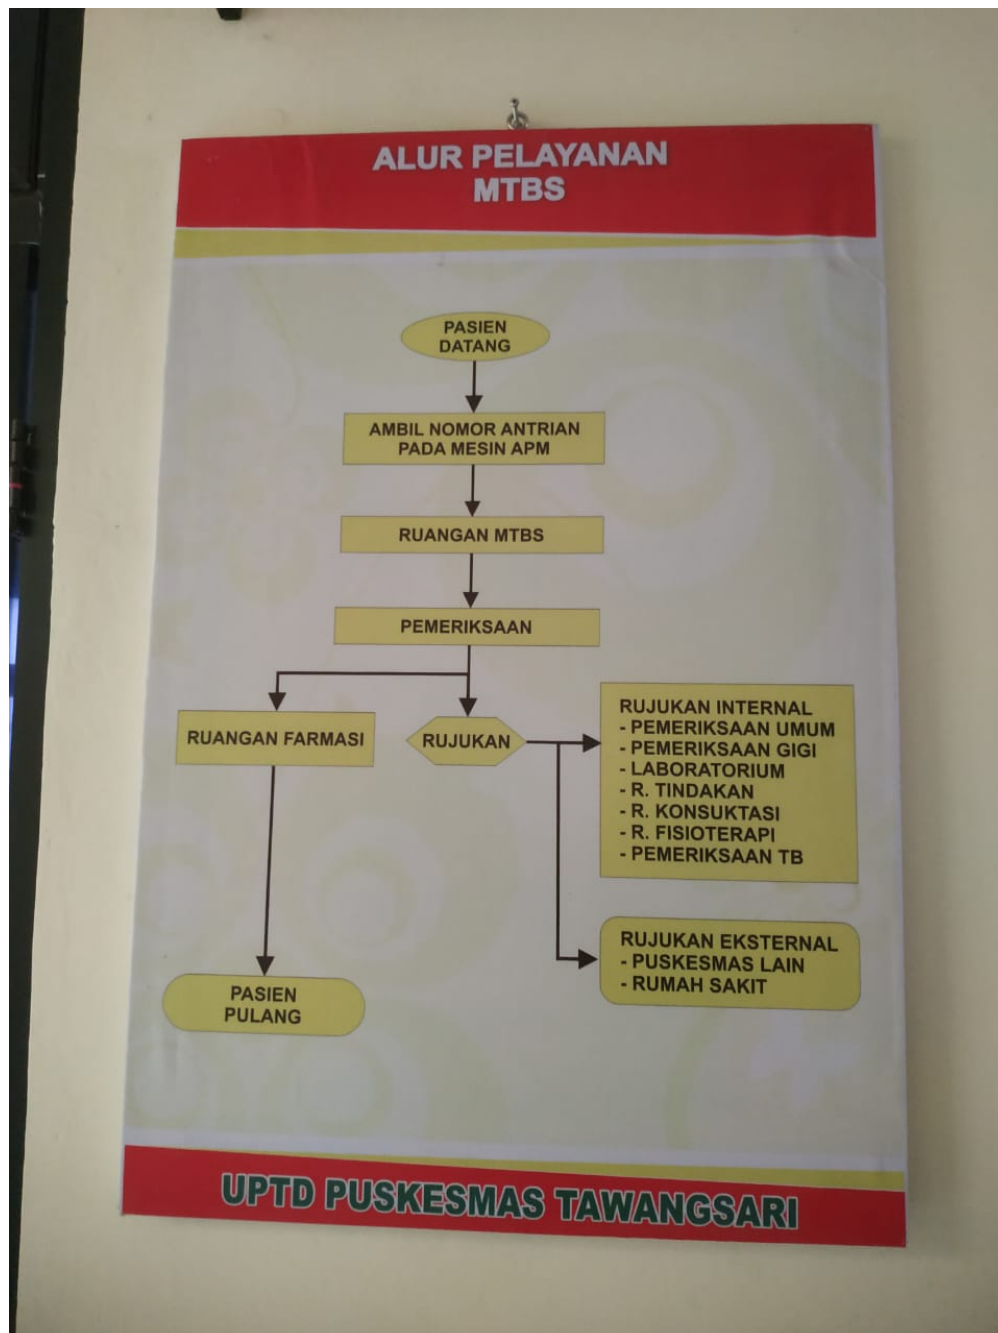 ALUR PELAYANAN
MTBS
PASIEN
DATANG
AMBIL NOMOR ANTRIAN
PADA MESIN APM
RUANGAN MTBS
PEMERIKSAAN
RUANGAN FARMASI
RUJUKAN
RUJUKAN INTERNAL
- PEMERIKSAAN UMUM
- PEMERIKSAAN GIGI
- LABORATORIUM
- R. TINDAKAN
- R. KONSUKTASI
- R. FISIOTERAPI
- PEMERIKSAAN TB
RUJUKAN EKSTERNAL
- PUSKESMAS LAIN
- RUMAH SAKIT
PASIEN
PULANG
UPTD PUSKESMAS TAWANGSARI